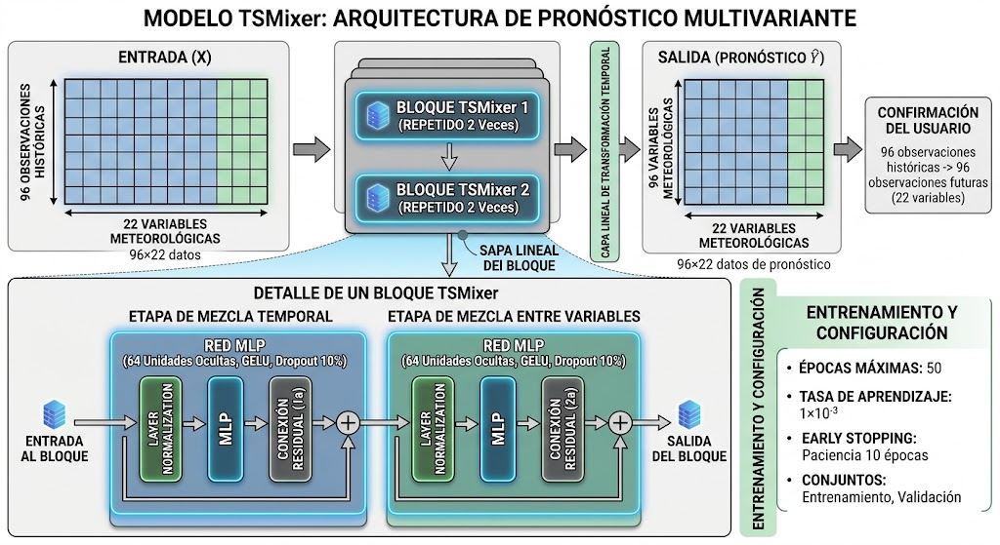 MODELO TSMixer: ARQUITECTURA DE PRONÓSTICO MULTIVARIANTE
ENTRADA (X)
96 OBSERVACIONES
HISTÓRICAS
22 VARIABLES
METEOROLÓGICAS
96×22 datos
BLOQUE TSMixer 1
(REPETIDO 2 Veces)
BLOQUE TSMixer 2
(REPETIDO 2 Veces)
SAPA LINEAL
DEI BLOQUE
CAPA LINEAL DE TRANSFORMACIÓN TEMPORAL
SALIDA (PRONÓSTICO Ŷ)
96 VARIABLES
METEOROLÓGICAS
22 VARIABLES
METEOROLÓGICAS
96×22 datos de pronóstico
CONFIRMACIÓN
DEL USUARIO
96 observaciones
históricas -> 96
observaciones futuras
(22 variables)
DETALLE DE UN BLOQUE TSMixer
ETAPA DE MEZCLA TEMPORAL
RED MLP
(64 Unidades Ocultas, GELU, Dropout 10%)
ENTRADA
AL BLOQUE
LAYER
NORMALIZATION
MLP
CONEXIÓN
RESIDUAL (1a)
+
ETAPA DE MEZCLA ENTRE VARIABLES
RED MLP
(64 Unidades Ocultas, GELU, Dropout 10%)
LAYER
NORMALIZATION
MLP
CONEXIÓN
RESIDUAL (2a)
+
SALIDA
DEL BLOQUE
ENTRENAMIENTO Y CONFIGURACIÓN
ENTRENAMIENTO Y
CONFIGURACIÓN
• ÉPOCAS MÁXIMAS: 50
• TASA DE APRENDIZAJE:
1×10⁻³
• EARLY STOPPING:
Paciencia 10 épocas
• CONJUNTOS:
Entrenamiento, Validación